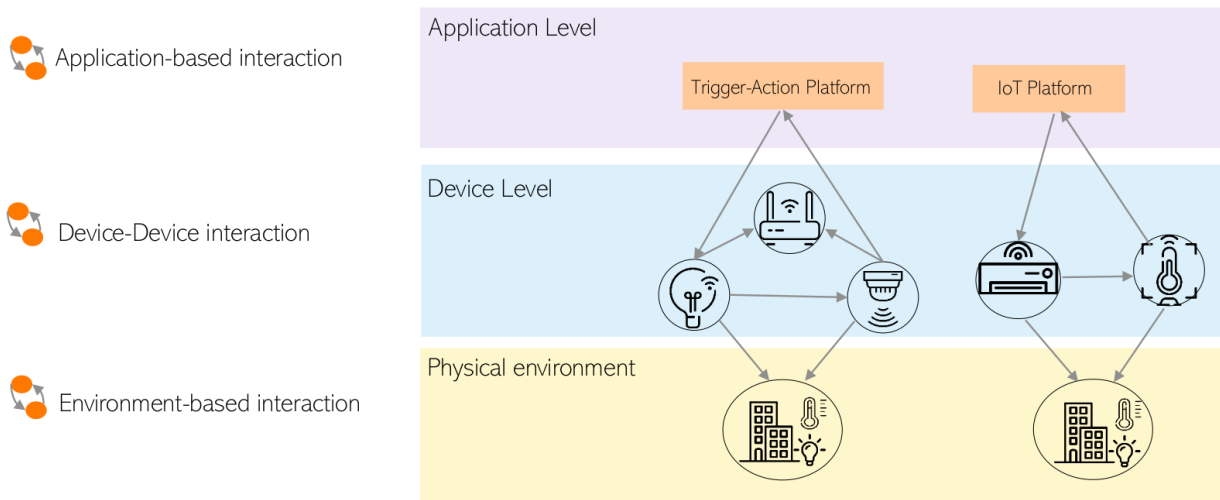 Application Level
Application-based interaction
Trigger-Action Platform
IoT Platform
Device Level
Device-Device interaction
Physical environment
Environment-based interaction